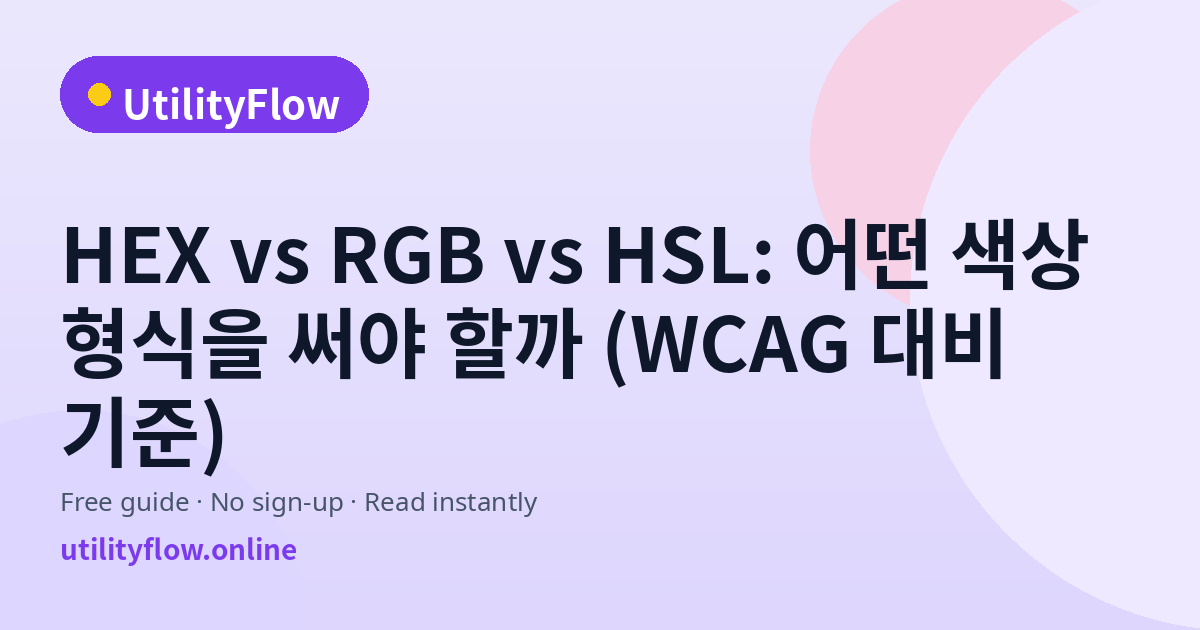 UtilityFlow
HEX vs RGB vs HSL: 어떤 색상
형식을 써야 할까 (WCAG 대비
기준)
Free guide · No sign-up · Read instantly
utilityflow.online